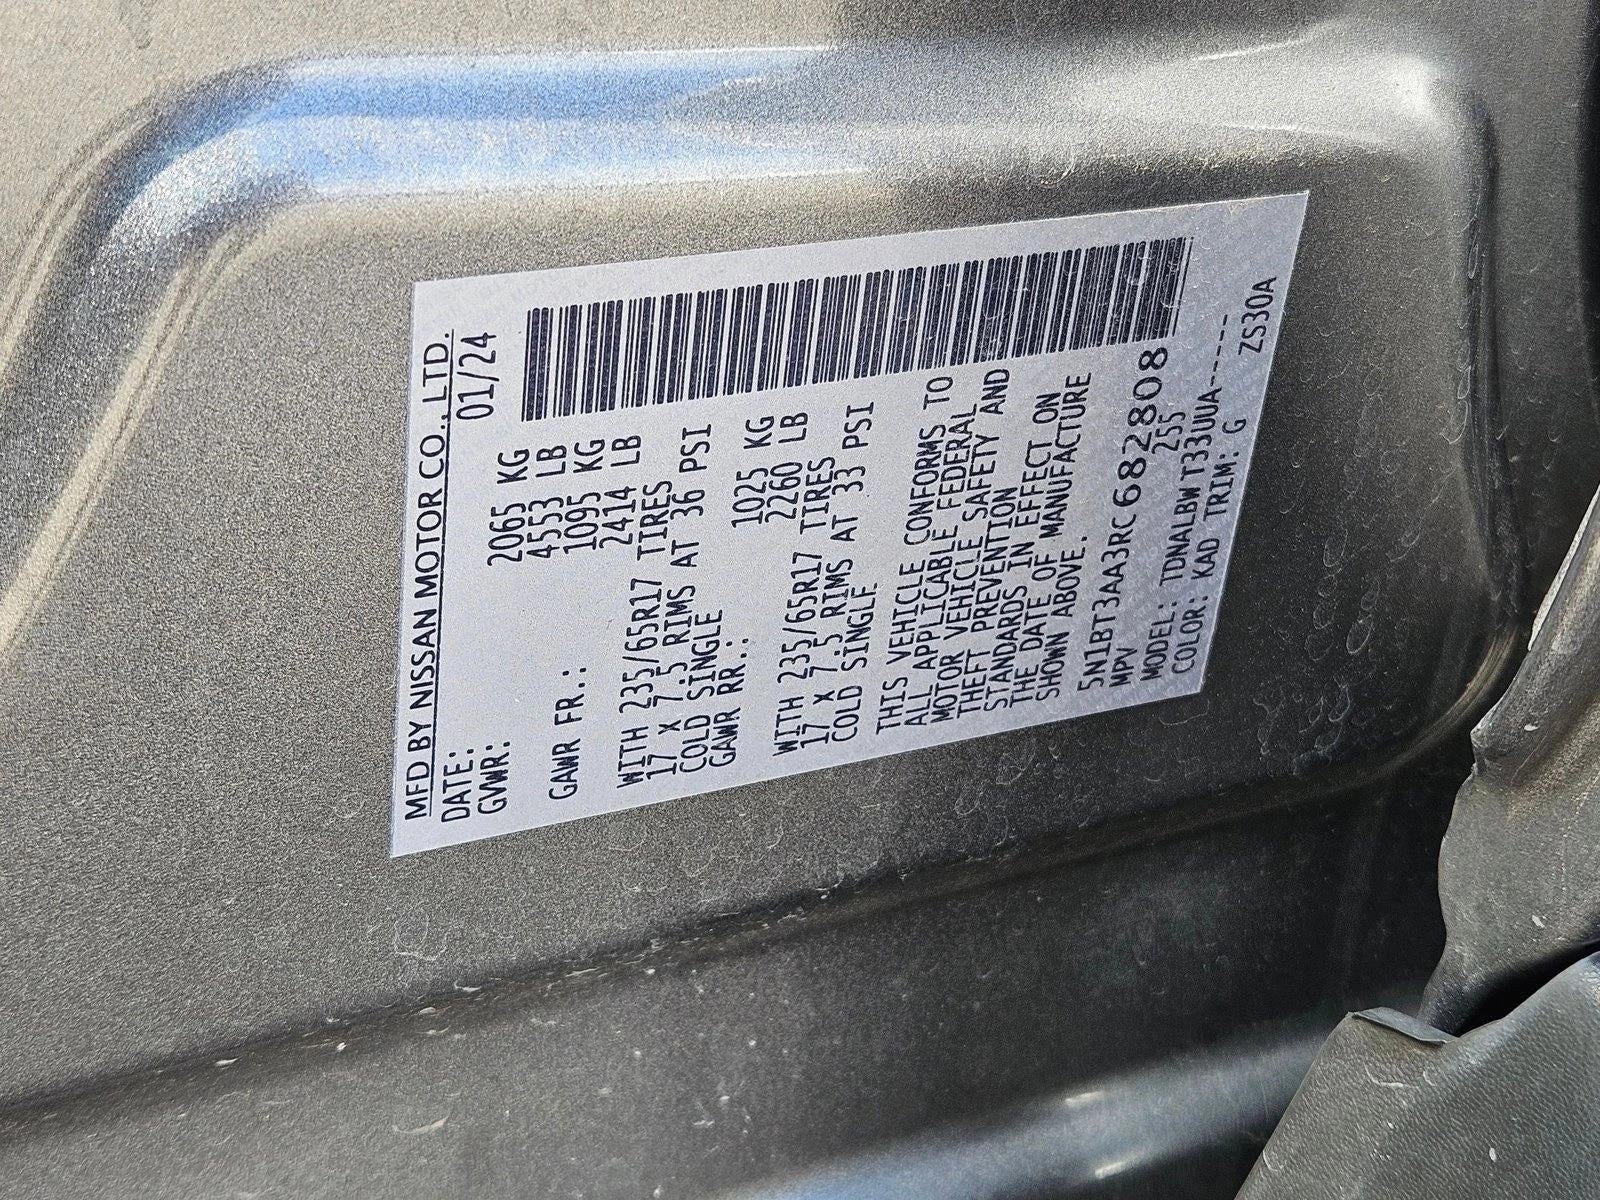 MFD BY NISSAN MOTOR CO., LTD.
DATE: 01/24
GVWR: 2065 KG
4553 LB
GAWR FR.: 1095 KG
2414 LB
WITH 235/65R17 TIRES
17 x 7.5 RIMS AT 36 PSI
COLD SINGLE
GAWR RR.: 1025 KG
2260 LB
WITH 235/65R17 TIRES
17 x 7.5 RIMS AT 33 PSI
COLD SINGLE
THIS VEHICLE CONFORMS TO
ALL APPLICABLE FEDERAL
MOTOR VEHICLE SAFETY AND
THEFT PREVENTION
STANDARDS IN EFFECT ON
THE DATE OF MANUFACTURE
SHOWN ABOVE.
5N1BT3AA3RC682808
MPV 255
MODEL: TDNALBWT33UUA-----
COLOR: KAD TRIM: G ZS30A